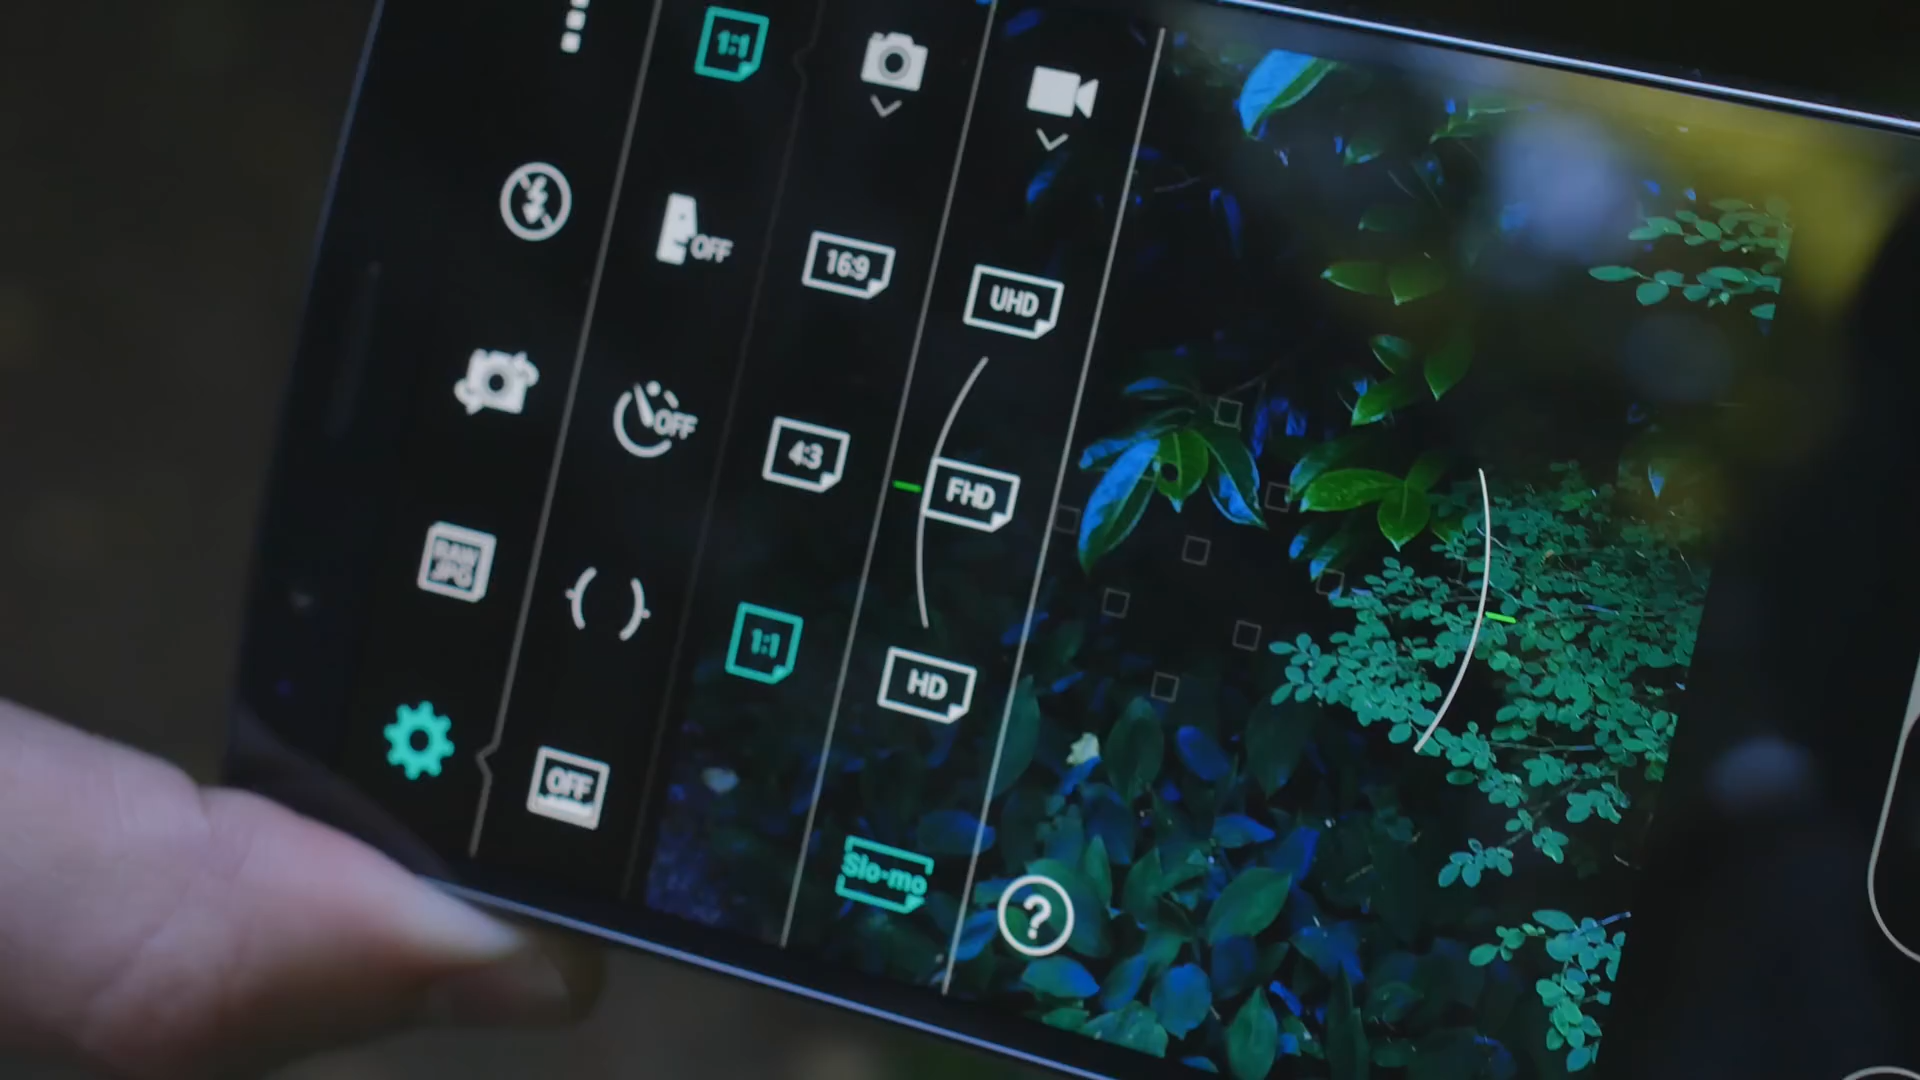 1:1
OFF
16:9
UHD
OFF
4:3
FHD
RAW
JPG
1:1
HD
OFF
Slo-mo
?